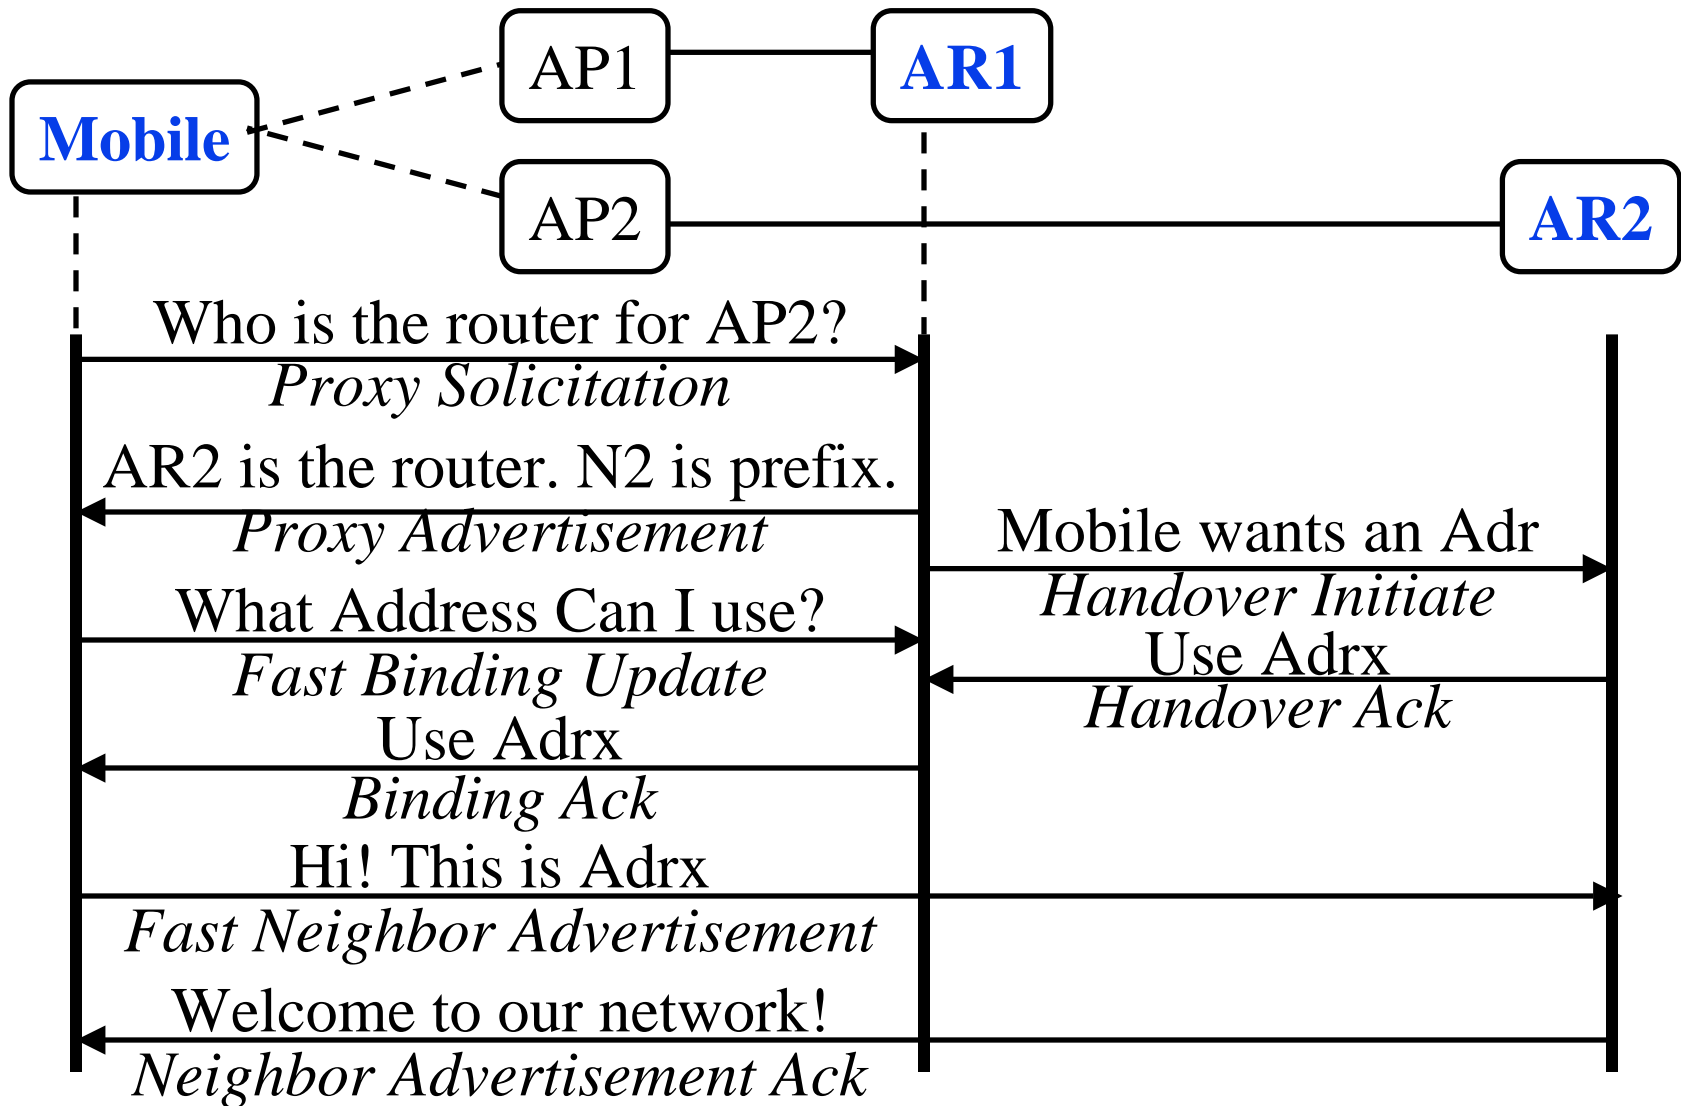 AP1
AR1
Mobile
AP2
AR2
Who is the router for AP2?
Proxy Solicitation
AR2 is the router. N2 is prefix.
Proxy Advertisement
Mobile wants an Adr
Handover Initiate
What Address Can I use?
Fast Binding Update
Use Adrx
Handover Ack
Use Adrx
Binding Ack
Hi! This is Adrx
Fast Neighbor Advertisement
Welcome to our network!
Neighbor Advertisement Ack